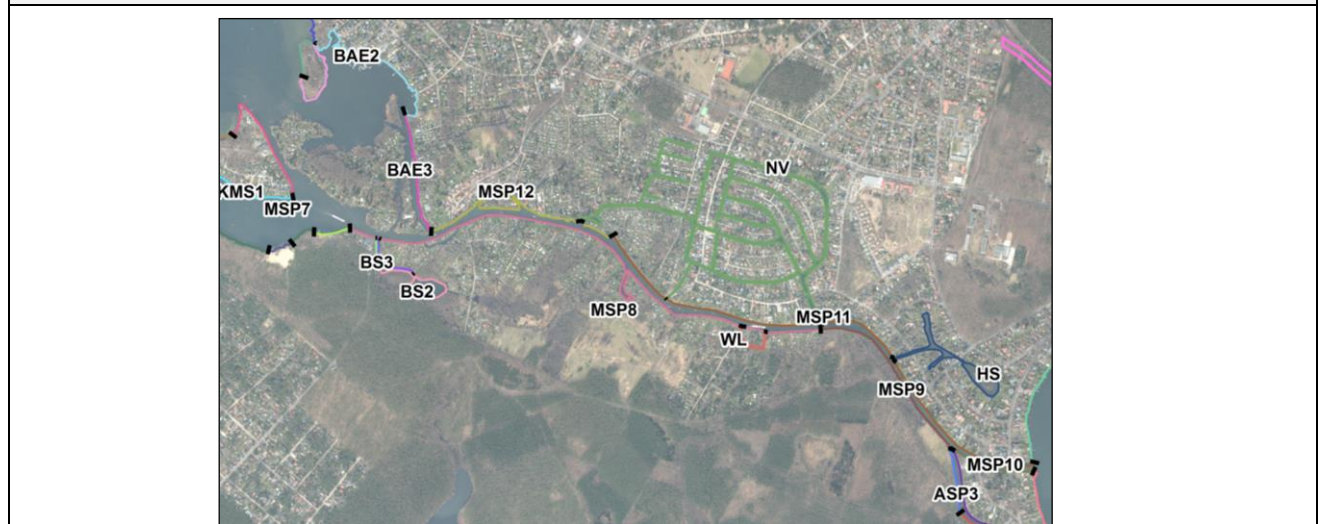 BAE2
NV
BAE3
KMS1
MSP12
MSP7
BS3
BS2
MSP8
MSP11
WL
HS
MSP9
MSP10
ASP3